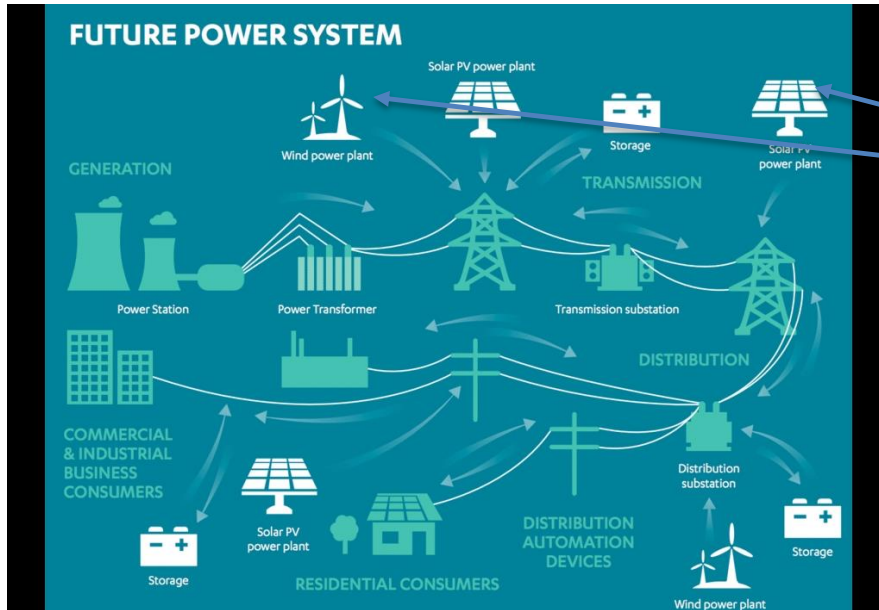 FUTURE POWER SYSTEM
Solar PV power plant
Wind power plant
Storage
Solar PV
power plant
GENERATION
TRANSMISSION
Power Station
Power Transformer
Transmission substation
DISTRIBUTION
COMMERCIAL
& INDUSTRIAL
BUSINESS
CONSUMERS
Distribution
substation
Solar PV
power plant
DISTRIBUTION
AUTOMATION
DEVICES
Storage
Storage
RESIDENTIAL CONSUMERS
Wind power plant